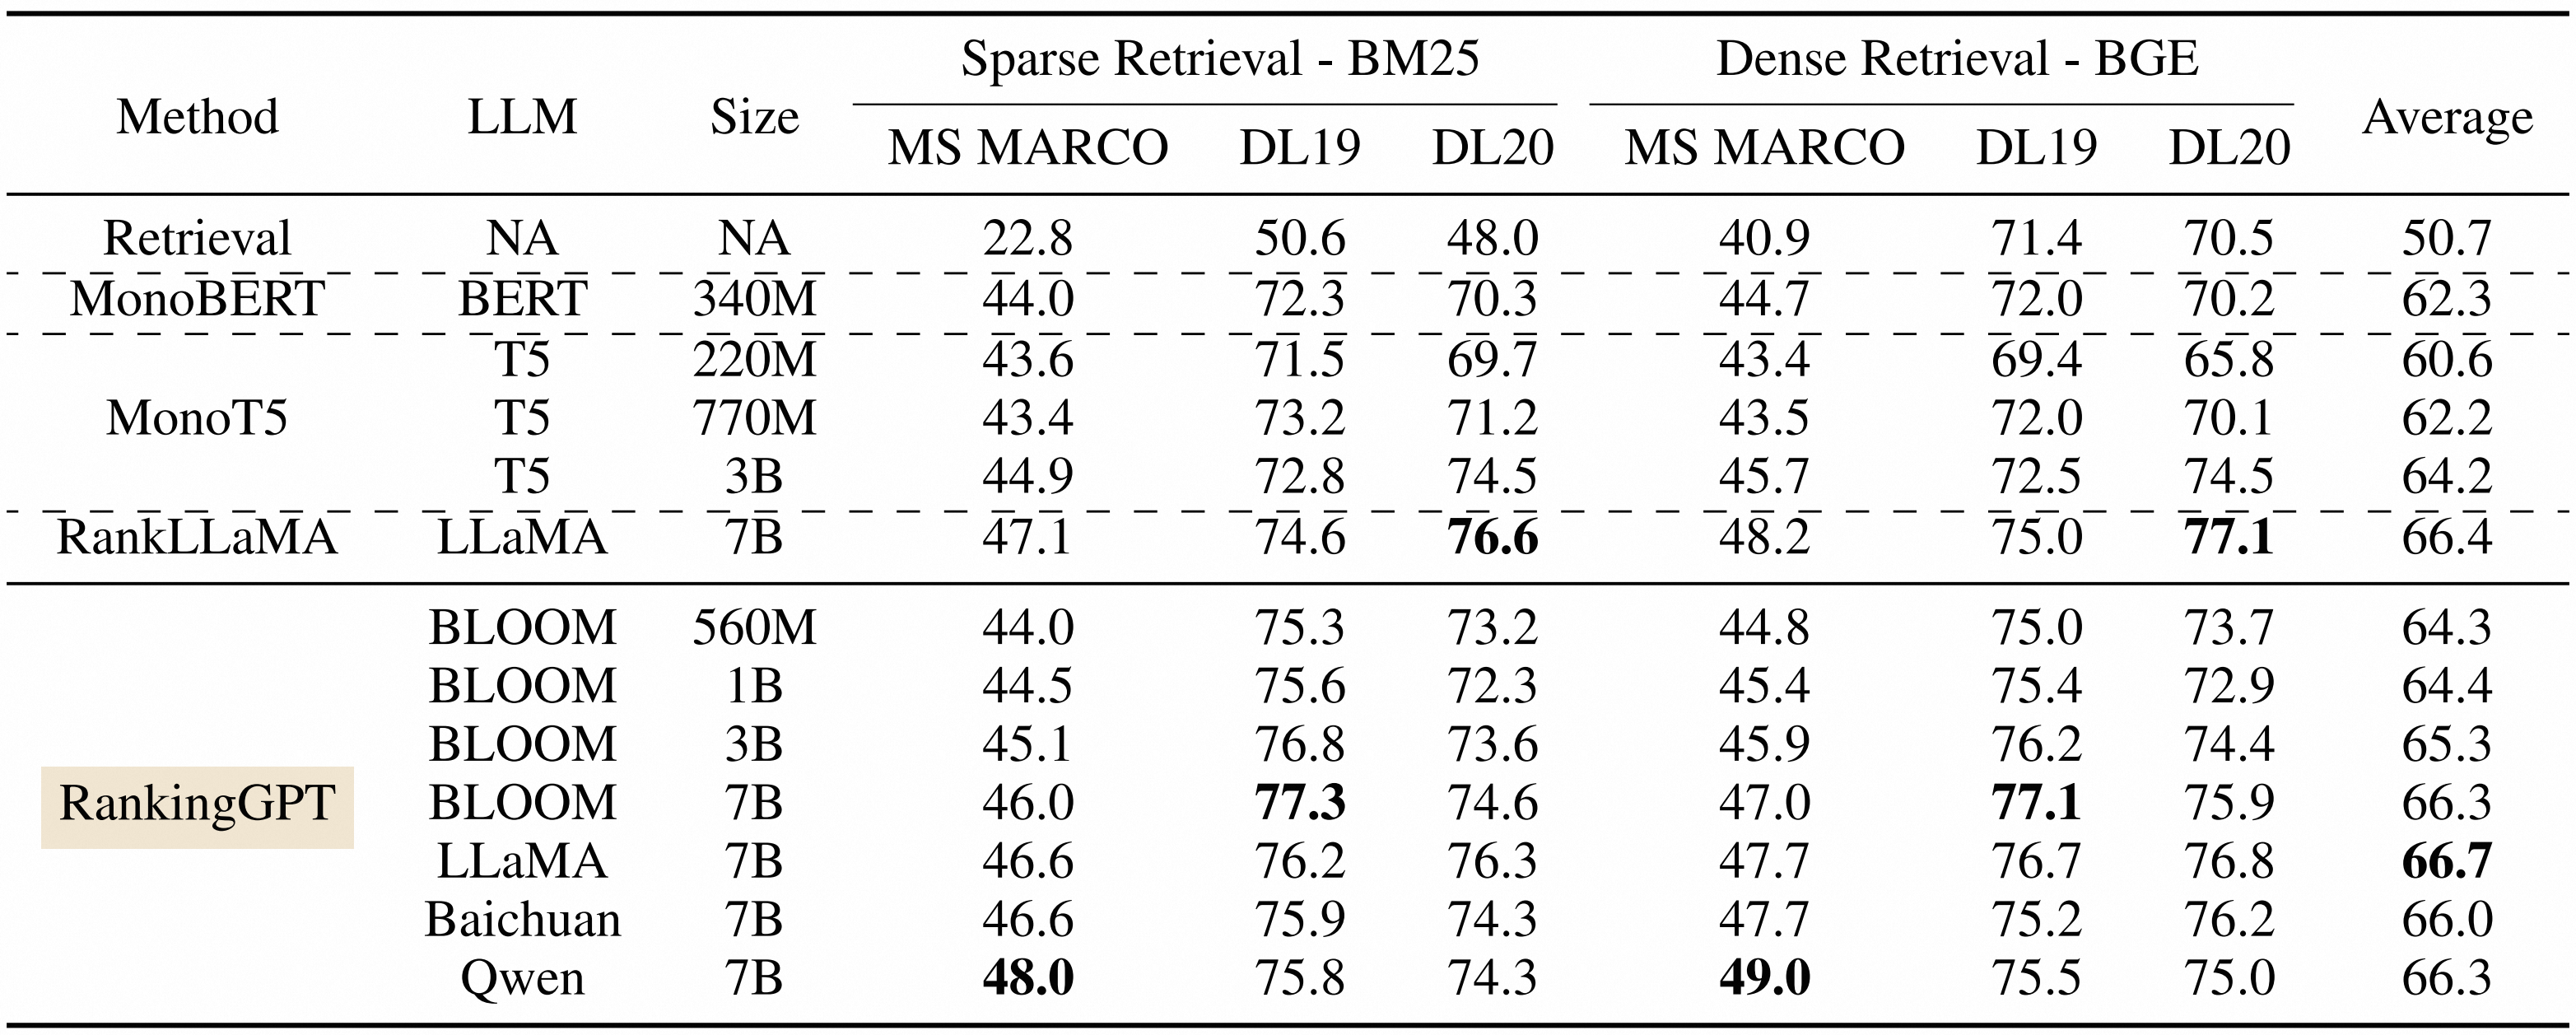 Sparse Retrieval - BM25 Dense Retrieval - BGE
Method LLM Size Average
MS MARCO DL19 DL20 MS MARCO DL19 DL20
Retrieval NA NA 22.8 50.6 48.0 40.9 71.4 70.5 50.7
MonoBERT BERT 340M 44.0 72.3 70.3 44.7 72.0 70.2 62.3
T5 220M 43.6 71.5 69.7 43.4 69.4 65.8 60.6
MonoT5 T5 770M 43.4 73.2 71.2 43.5 72.0 70.1 62.2
T5 3B 44.9 72.8 74.5 45.7 72.5 74.5 64.2
RankLLaMA LLaMA 7B 47.1 74.6 76.6 48.2 75.0 77.1 66.4
BLOOM 560M 44.0 75.3 73.2 44.8 75.0 73.7 64.3
BLOOM 1B 44.5 75.6 72.3 45.4 75.4 72.9 64.4
BLOOM 3B 45.1 76.8 73.6 45.9 76.2 74.4 65.3
RankingGPT BLOOM 7B 46.0 77.3 74.6 47.0 77.1 75.9 66.3
LLaMA 7B 46.6 76.2 76.3 47.7 76.7 76.8 66.7
Baichuan 7B 46.6 75.9 74.3 47.7 75.2 76.2 66.0
Qwen 7B 48.0 75.8 74.3 49.0 75.5 75.0 66.3